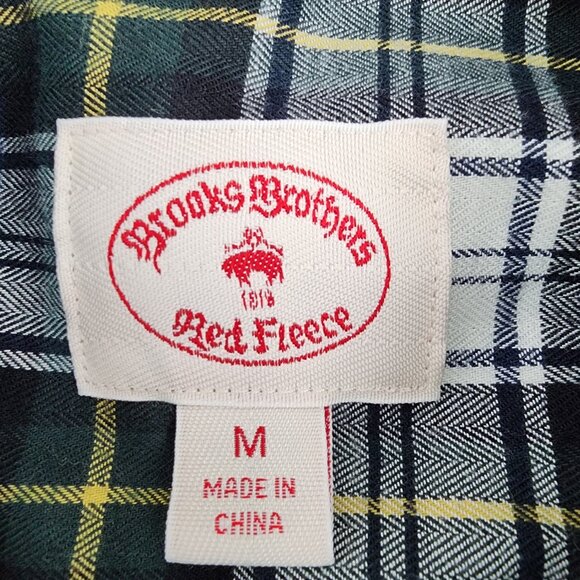 Brooks Brothers
1818
Red Fleece
M
MADE IN
CHINA